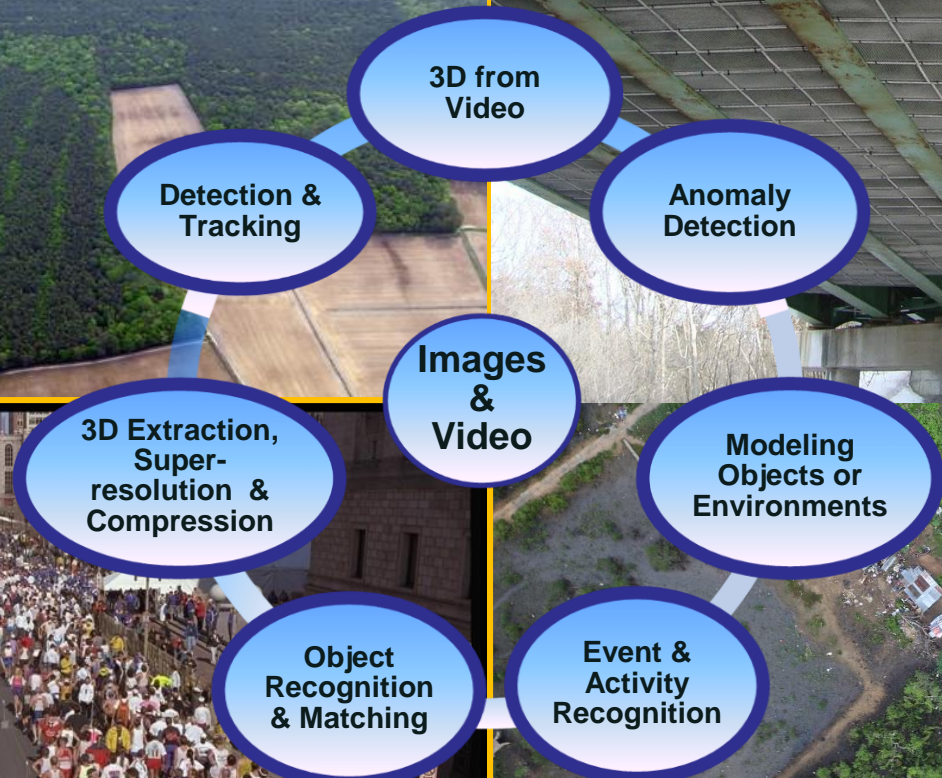 3D from
Video
Detection &
Tracking
Anomaly
Detection
Images
&
Video
3D Extraction,
Super-
resolution &
Compression
Modeling
Objects or
Environments
Object
Recognition
& Matching
Event &
Activity
Recognition